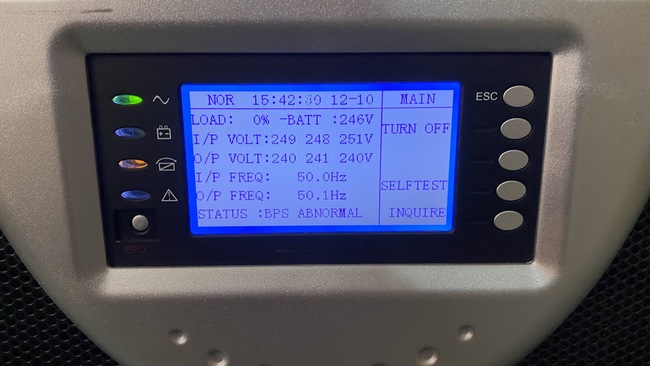 NOR 15:42:30 12-10 MAIN
ESC
LOAD: 0% -BATT :246V
TURN OFF
I/P VOLT:249 248 251V
O/P VOLT:240 241 240V
I/P FREQ: 50.0Hz
SELFTEST
O/P FREQ: 50.1Hz
STATUS :BPS ABNORMAL INQUIRE
EPO